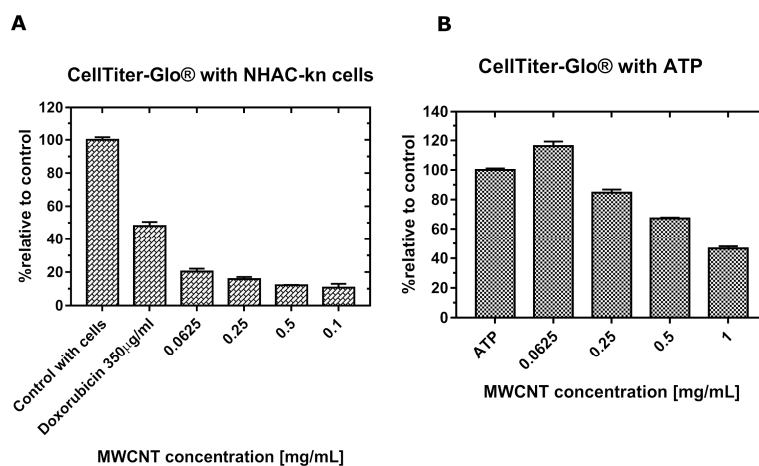 A
CellTiter-Glo® with NHAC-kn cells
%relative to control
120
100
80
60
40
20
0
Control with cells
Doxorubicin 350µg/ml
0.0625
0.25
0.5
0.1
MWCNT concentration [mg/mL]
B
CellTiter-Glo® with ATP
%relative to control
140
120
100
80
60
40
20
0
ATP
0.0625
0.25
0.5
1
MWCNT concentration [mg/mL]